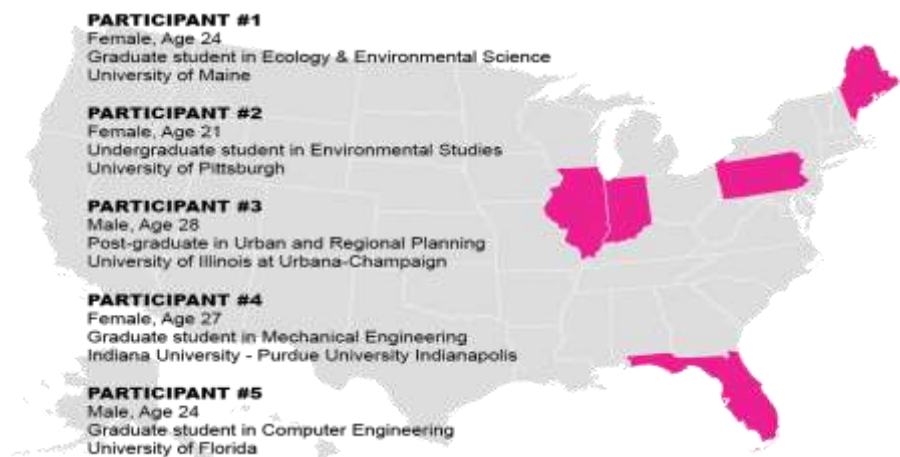 PARTICIPANT #1
Female, Age 24
Graduate student in Ecology & Environmental Science
University of Maine
PARTICIPANT #2
Female, Age 21
Undergraduate student in Environmental Studies
University of Pittsburgh
PARTICIPANT #3
Male, Age 28
Post-graduate in Urban and Regional Planning
University of Illinois at Urbana-Champaign
PARTICIPANT #4
Female, Age 27
Graduate student in Mechanical Engineering
Indiana University - Purdue University Indianapolis
PARTICIPANT #5
Male, Age 24
Graduate student in Computer Engineering
University of Florida